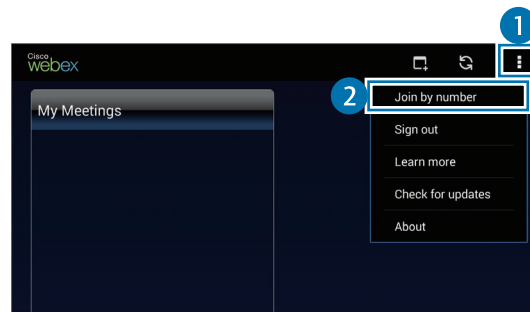 1
Cisco
webex
2
Join by number
My Meetings
Sign out
Learn more
Check for updates
About